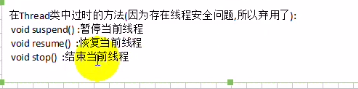 在Thread类中过时的方法(因为存在线程安全问题,所以弃用了):
void suspend() :暂停当前线程
void resume() :恢复当前线程
void stop() :结束当前线程